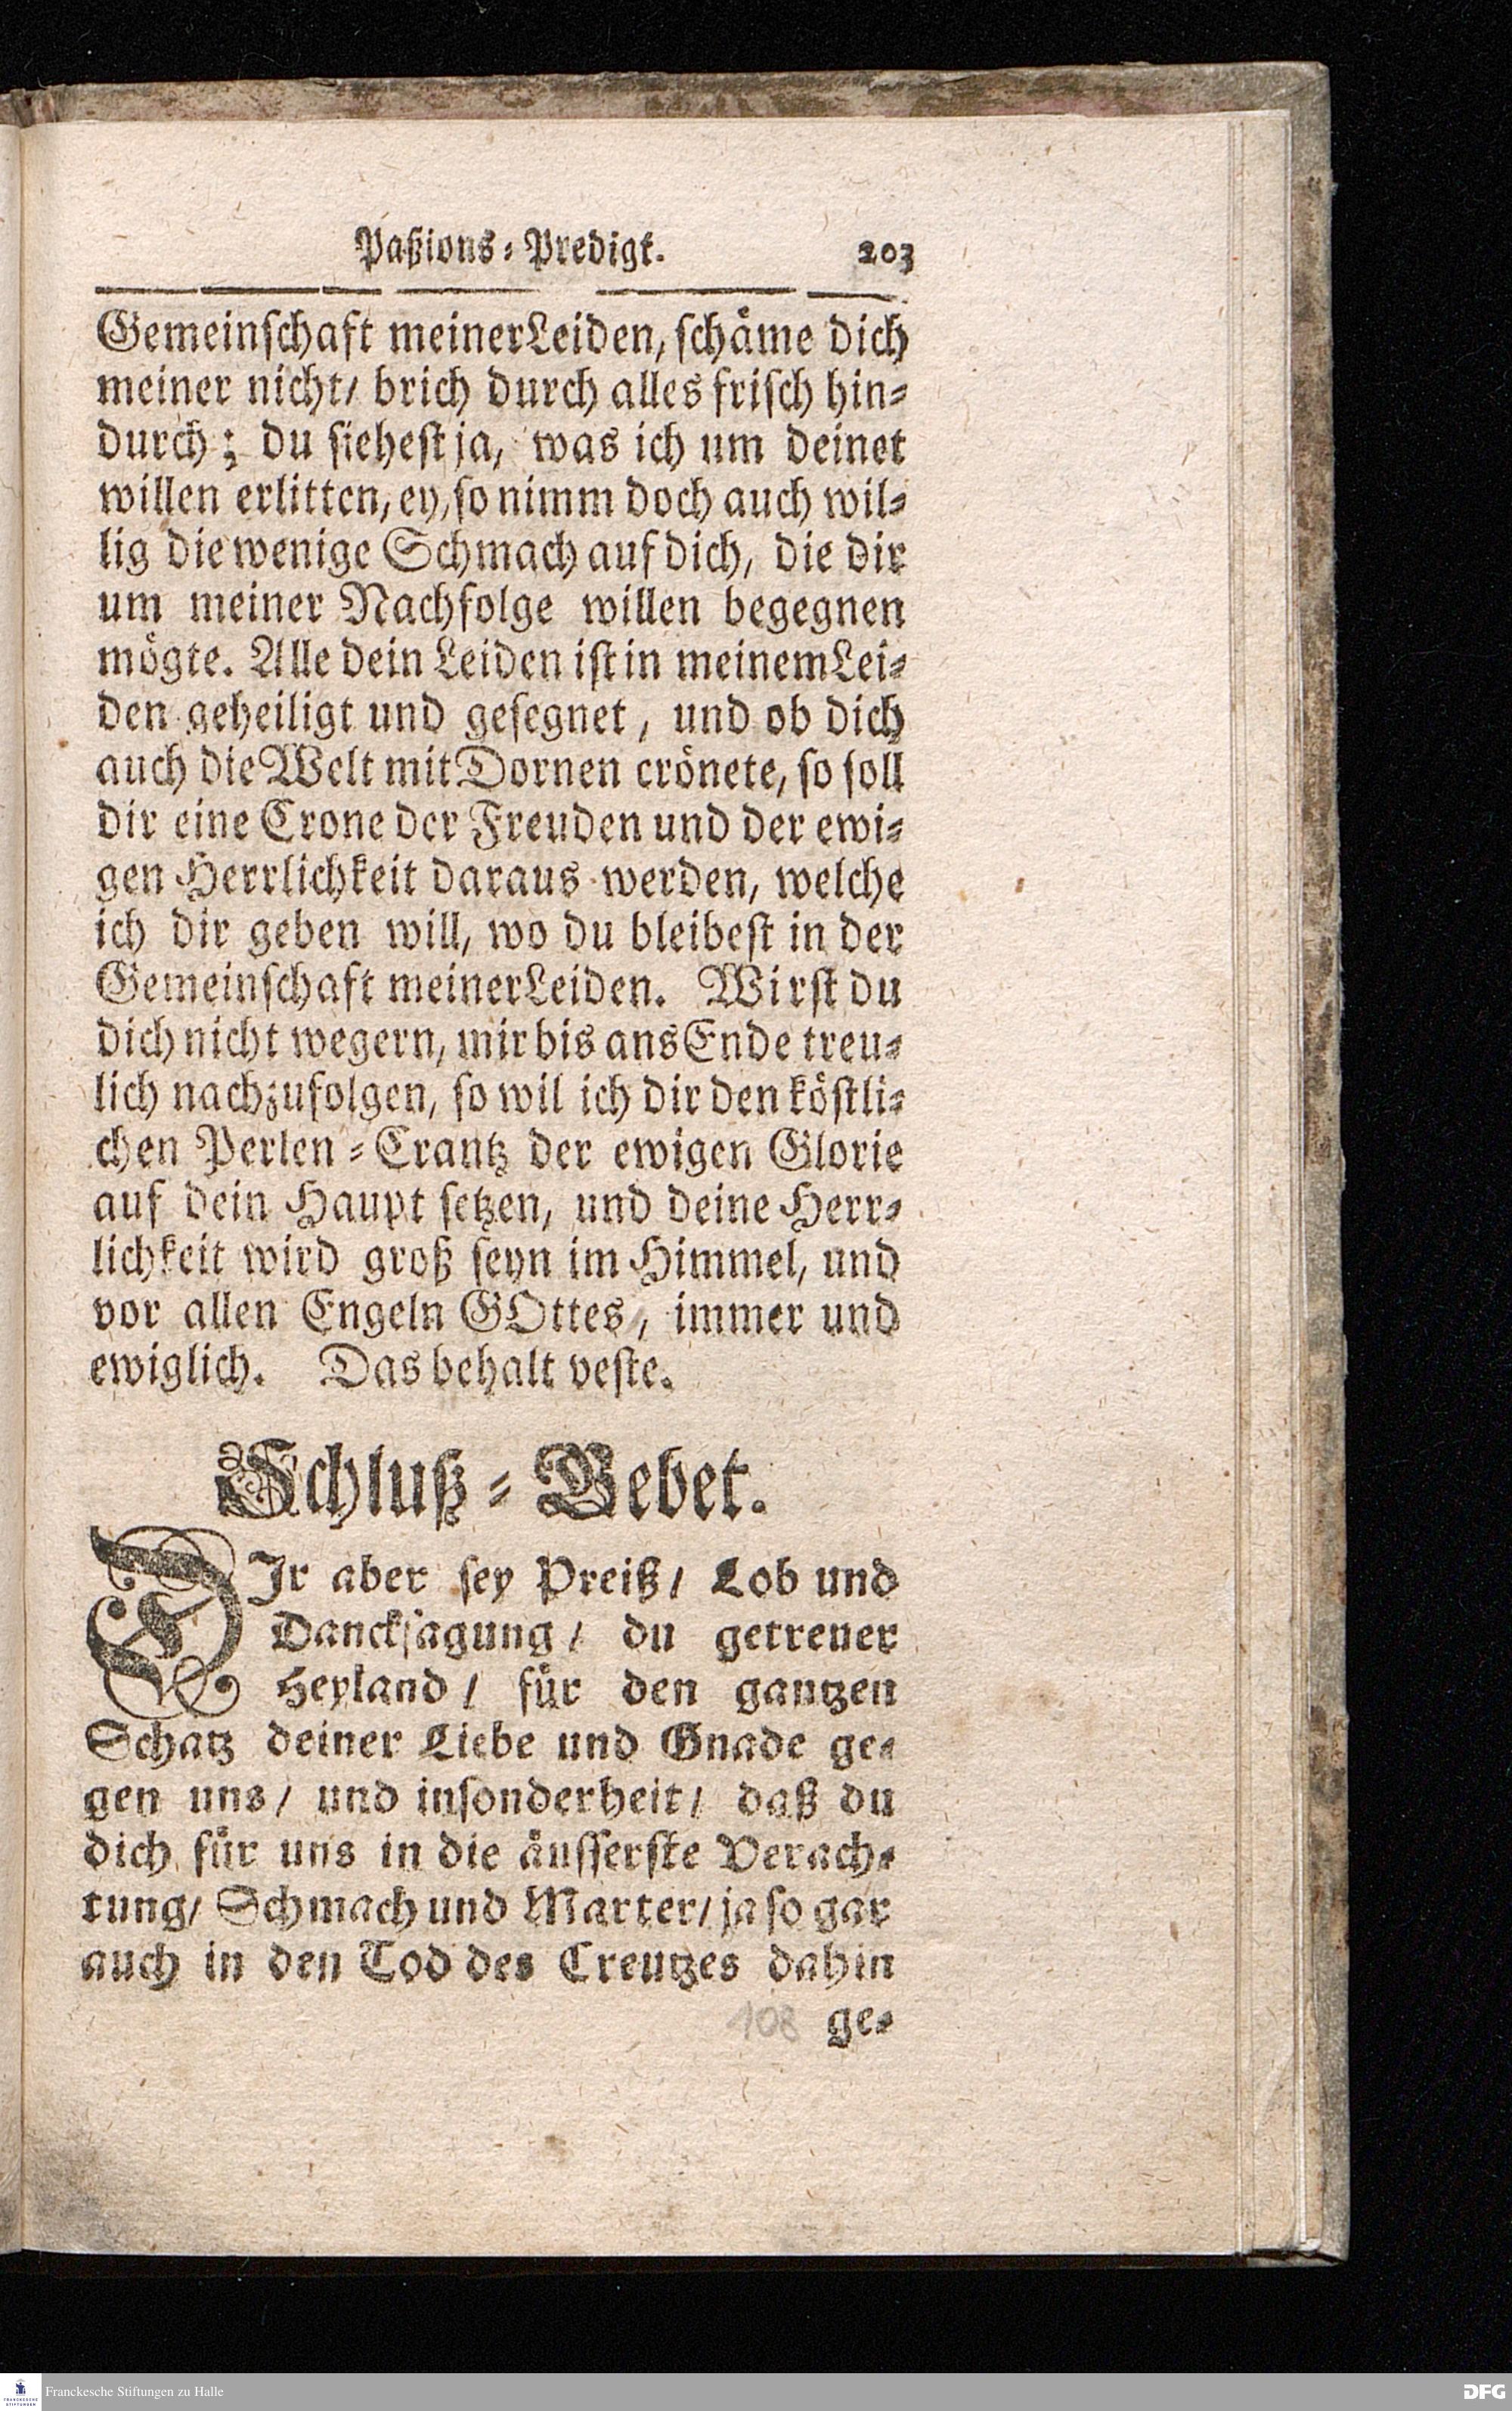 Paßions-Predigt. 203
Gemeinschaft meiner Leiden, schäme dich
meiner nicht/ brich durch alles frisch hin-
durch; du siehest ja, was ich um deinet
willen erlitten, ey, so nimm doch auch wil-
lig die wenige Schmach auf dich, die dir
um meiner Nachfolge willen begegnen
mögte. Alle dein Leiden ist in meinem Lei-
den geheiligt und gesegnet, und ob dich
auch die Welt mit Dornen crönete, so soll
dir eine Crone der Freuden und der ewi-
gen Herrlichkeit daraus werden, welche
ich dir geben will, wo du bleibest in der
Gemeinschaft meiner Leiden. Wirst du
dich nicht wegern, mir bis ans Ende treu-
lich nachzufolgen, so wil ich dir den köstli-
chen Perlen-Crantz der ewigen Glorie
auf dein Haupt setzen, und deine Herr-
lichkeit wird groß seyn im Himmel, und
vor allen Engeln GOttes, immer und
ewiglich. Das behalt veste.
Schluß-Gebet.
DIr aber sey Preiß/ Lob und
Dancksagung/ du getreuer
Heyland/ für den gantzen
Schatz deiner Liebe und Gnade ge-
gen uns/ und insonderheit/ daß du
dich für uns in die äusserste Verach-
tung/ Schmach und Marter/ ja so gar
auch in den Tod des Creutzes dahin
108 ge-
Franckesche Stiftungen zu Halle
DFG